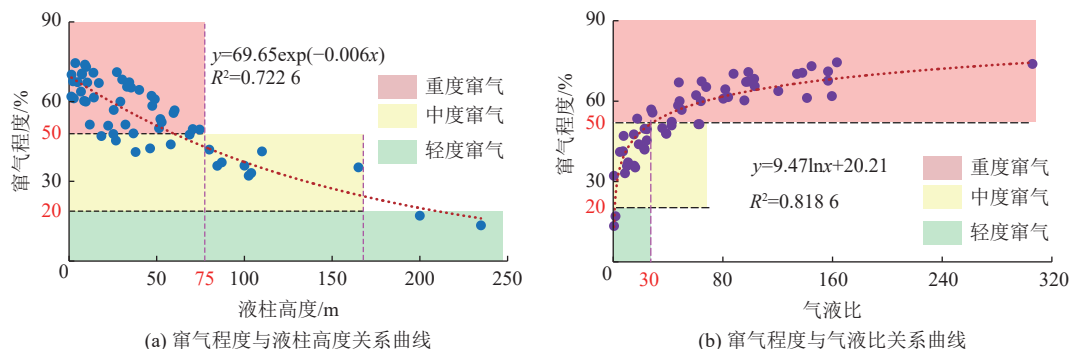 90
60
50
30
20
0
50
75
100
150
200
250
窜气程度/%
液柱高度/m
y=69.65exp(−0.006x)
R²=0.722 6
重度窜气
中度窜气
轻度窜气
(a) 窜气程度与液柱高度关系曲线
90
60
50
30
20
0
30
80
160
240
320
窜气程度/%
气液比
y=9.47lnx+20.21
R²=0.818 6
重度窜气
中度窜气
轻度窜气
(b) 窜气程度与气液比关系曲线